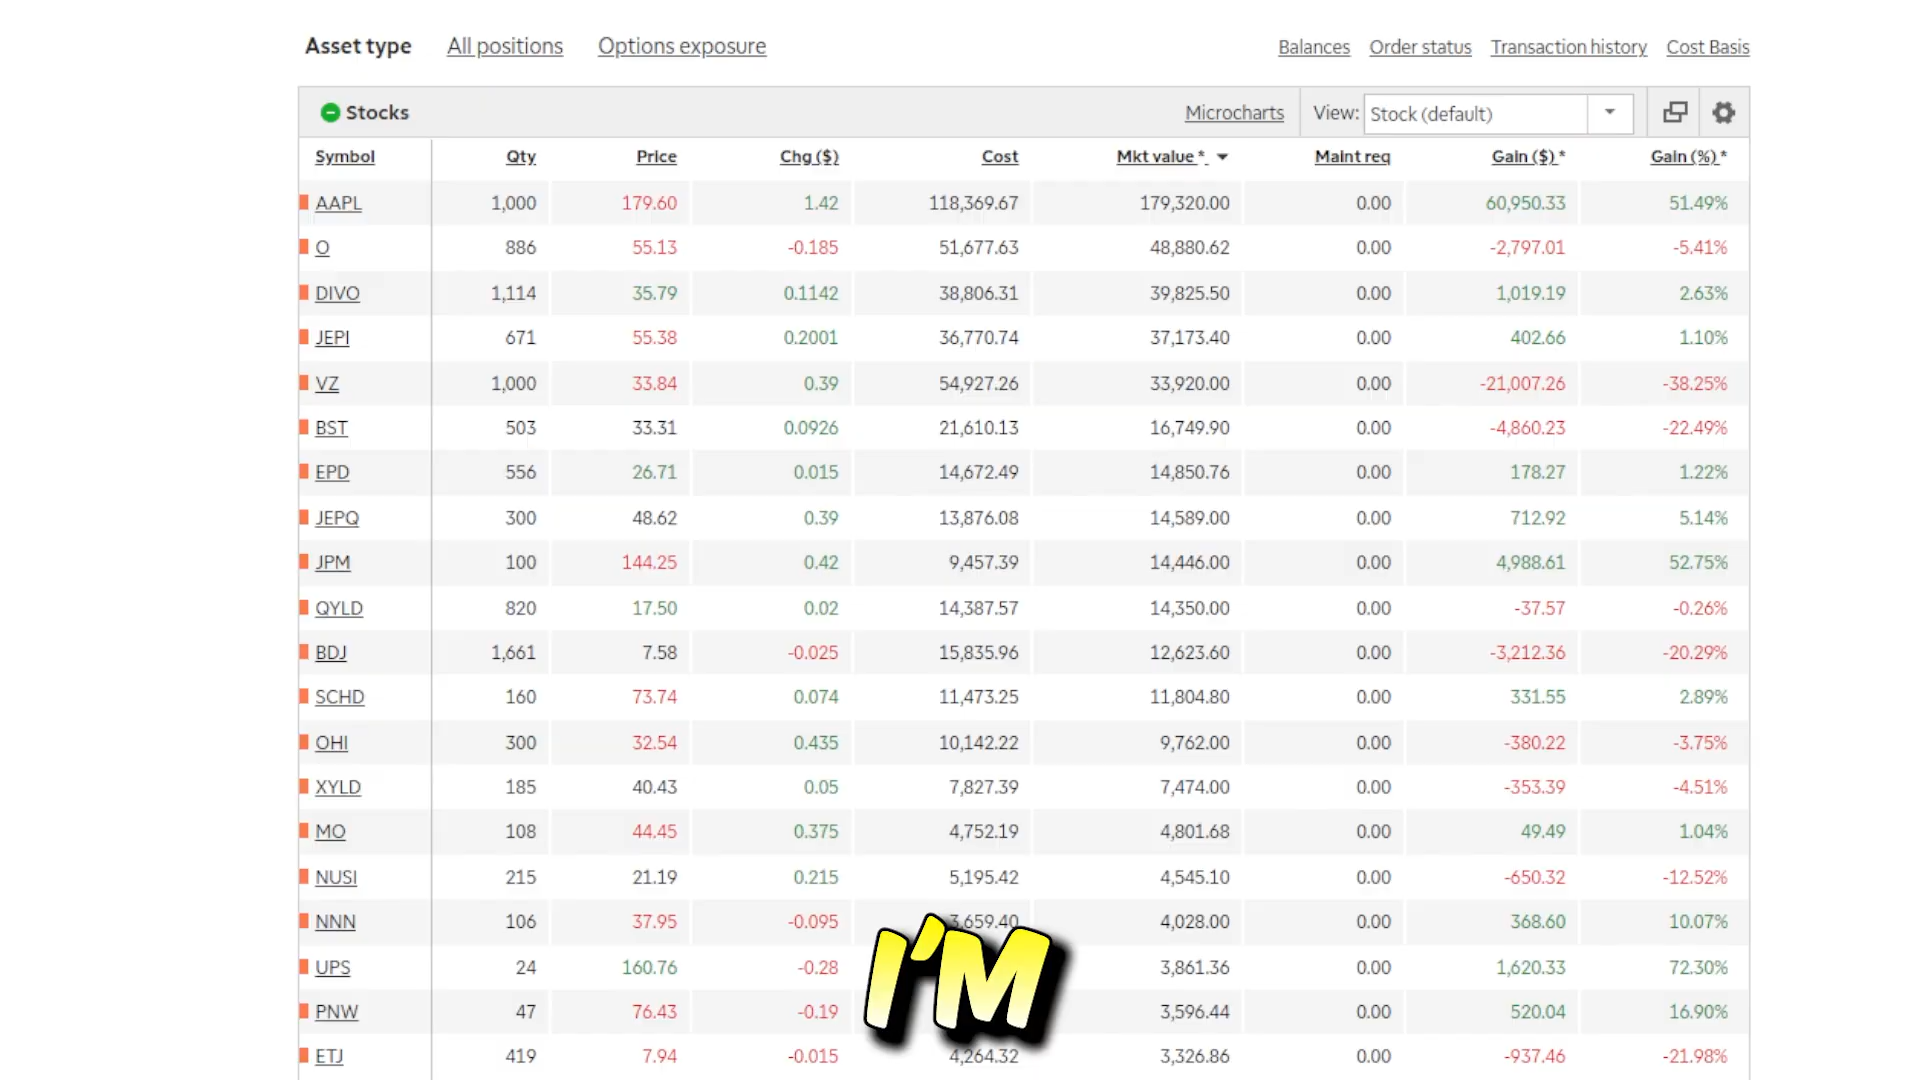 Asset type All positions Options exposure Balances Order status Transaction history Cost Basis
Stocks Microcharts View: Stock (default)
Symbol Qty Price Chg ($) Cost Mkt value * Maint req Gain ($) * Gain (%) *
AAPL 1,000 179.60 1.42 118,369.67 179,320.00 0.00 60,950.33 51.49%
O 886 55.13 -0.185 51,677.63 48,880.62 0.00 -2,797.01 -5.41%
DIVO 1,114 35.79 0.1142 38,806.31 39,825.50 0.00 1,019.19 2.63%
JEPI 671 55.38 0.2001 36,770.74 37,173.40 0.00 402.66 1.10%
VZ 1,000 33.84 0.39 54,927.26 33,920.00 0.00 -21,007.26 -38.25%
BST 503 33.31 0.0926 21,610.13 16,749.90 0.00 -4,860.23 -22.49%
EPD 556 26.71 0.015 14,672.49 14,850.76 0.00 178.27 1.22%
JEPQ 300 48.62 0.39 13,876.08 14,589.00 0.00 712.92 5.14%
JPM 100 144.25 0.42 9,457.39 14,446.00 0.00 4,988.61 52.75%
QYLD 820 17.50 0.02 14,387.57 14,350.00 0.00 -37.57 -0.26%
BDJ 1,661 7.58 -0.025 15,835.96 12,623.60 0.00 -3,212.36 -20.29%
SCHD 160 73.74 0.074 11,473.25 11,804.80 0.00 331.55 2.89%
OHI 300 32.54 0.435 10,142.22 9,762.00 0.00 -380.22 -3.75%
XYLD 185 40.43 0.05 7,827.39 7,474.00 0.00 -353.39 -4.51%
MO 108 44.45 0.375 4,752.19 4,801.68 0.00 49.49 1.04%
NUSI 215 21.19 0.215 5,195.42 4,545.10 0.00 -650.32 -12.52%
NNN 106 37.95 -0.095 3,659.40 4,028.00 0.00 368.60 10.07%
UPS 24 160.76 -0.28 3,861.36 0.00 1,620.33 72.30%
I'M
PNW 47 76.43 -0.19 3,596.44 0.00 520.04 16.90%
ETJ 419 7.94 -0.015 4,264.32 3,326.86 0.00 -937.46 -21.98%